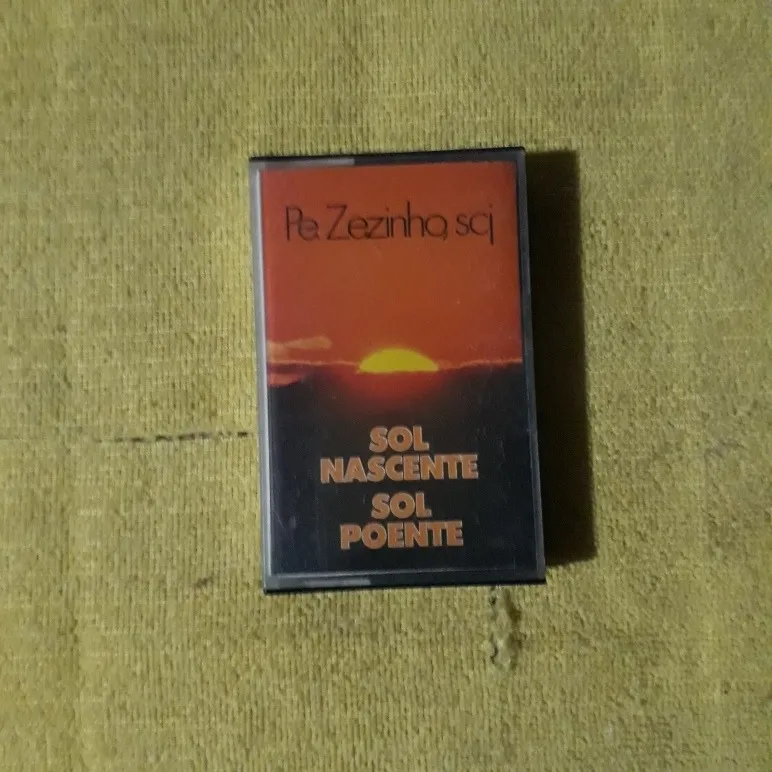 Pe. Zezinho, scj
SOL
NASCENTE
SOL
POENTE